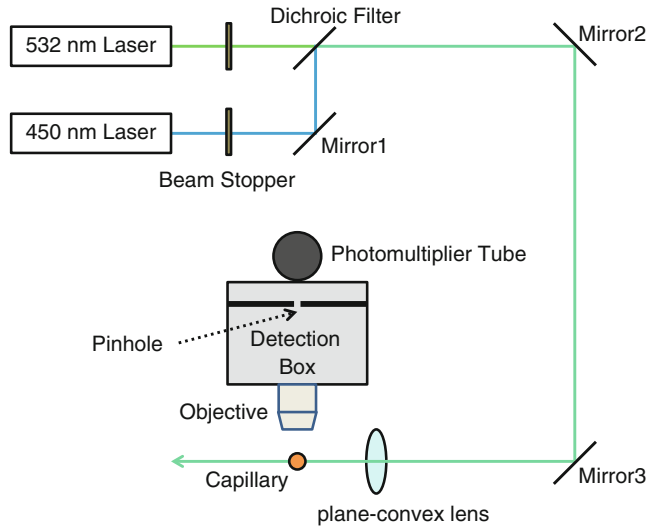 Dichroic Filter
532 nm Laser
Mirror2
450 nm Laser
Mirror1
Beam Stopper
Photomultiplier Tube
Pinhole
Detection
Box
Objective
Capillary
Mirror3
plane-convex lens